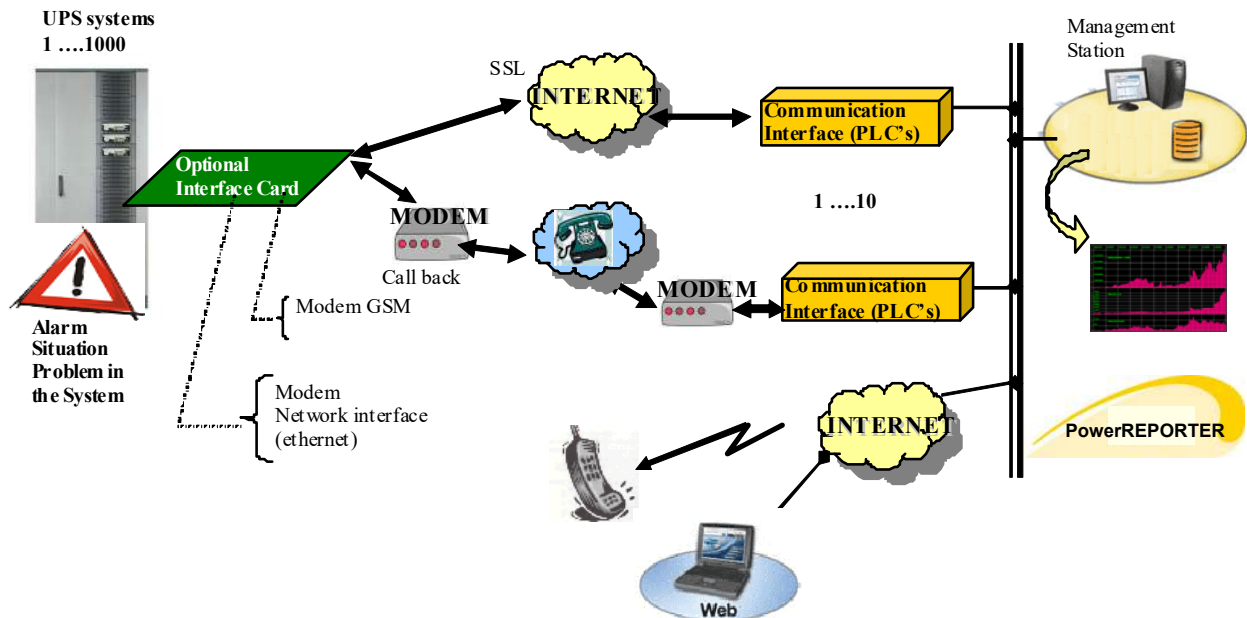 UPS systems
1 ….1000
Optional
Interface Card
Alarm
Situation
Problem in
the System
SSL
INTERNET
MODEM
Call back
Modem GSM
Modem
Network interface
(ethernet)
Communication
Interface (PLC's)
1 ….10
MODEM
Communication
Interface (PLC's)
INTERNET
Web
Management
Station
PowerREPORTER